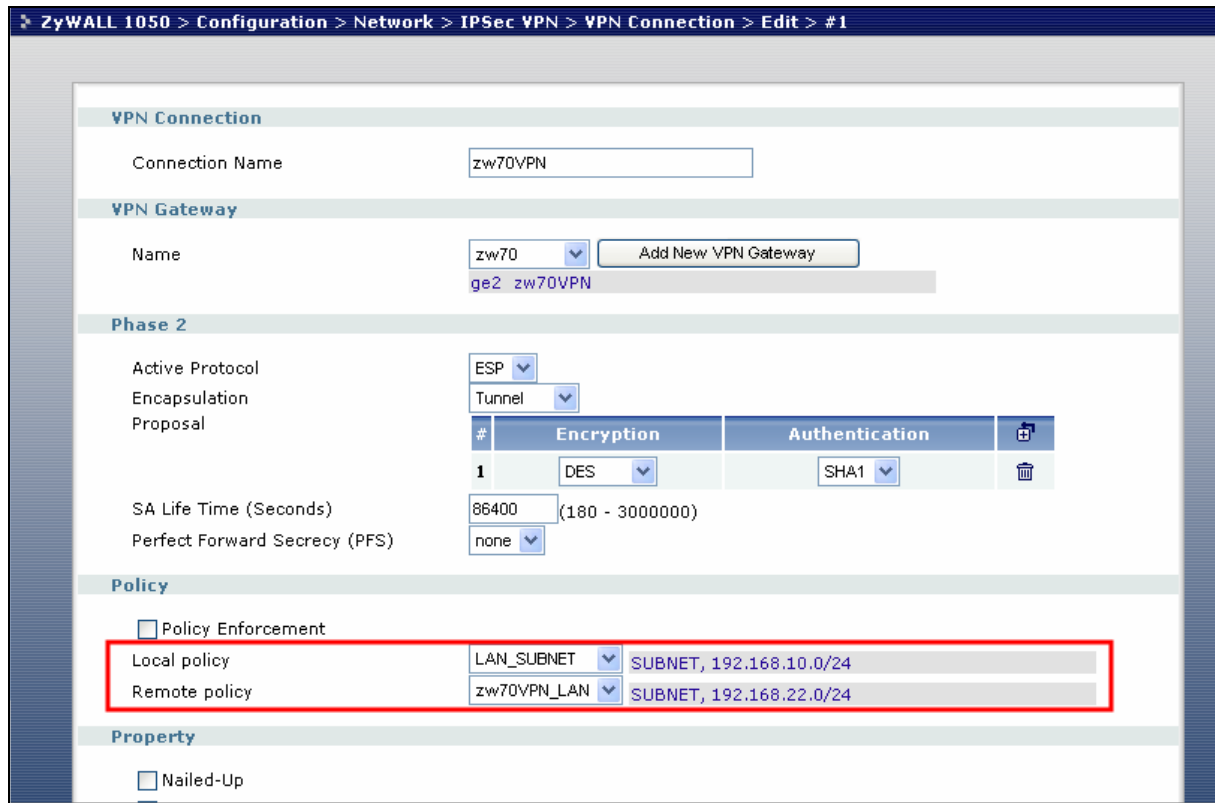 ZyWALL 1050 > Configuration > Network > IPSec VPN > VPN Connection > Edit > #1
VPN Connection
Connection Name zw70VPN
VPN Gateway
Name zw70 Add New VPN Gateway
ge2 zw70VPN
Phase 2
Active Protocol ESP
Encapsulation Tunnel
Proposal
# Encryption Authentication
1 DES SHA1
SA Life Time (Seconds) 86400 (180 - 3000000)
Perfect Forward Secrecy (PFS) none
Policy
Policy Enforcement
Local policy LAN_SUBNET SUBNET, 192.168.10.0/24
Remote policy zw70VPN_LAN SUBNET, 192.168.22.0/24
Property
Nailed-Up